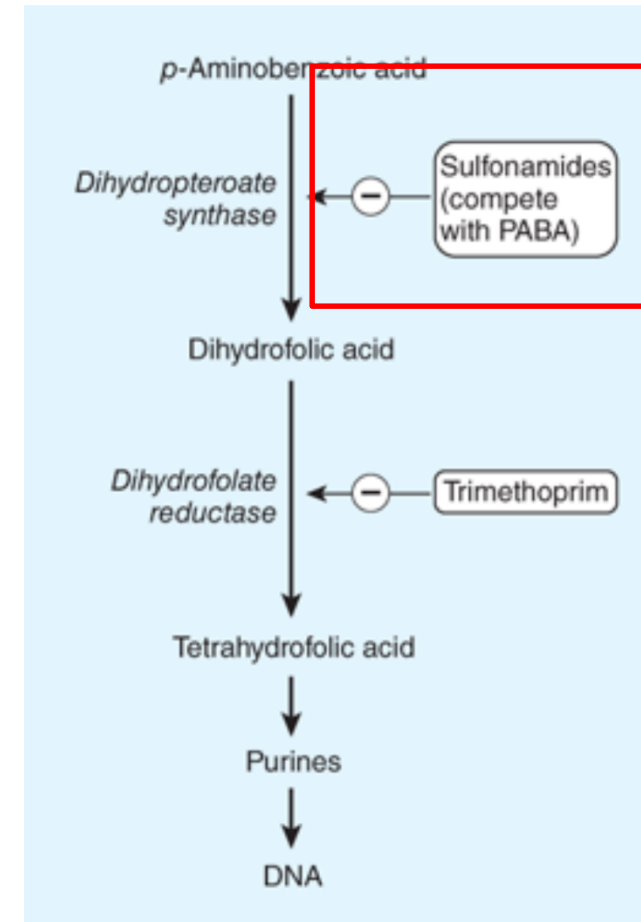 p-Aminobenzoic acid
Dihydropteroate
synthase
Sulfonamides
(compete
with PABA)
Dihydrofolic acid
Dihydrofolate
reductase
Trimethoprim
Tetrahydrofolic acid
Purines
DNA